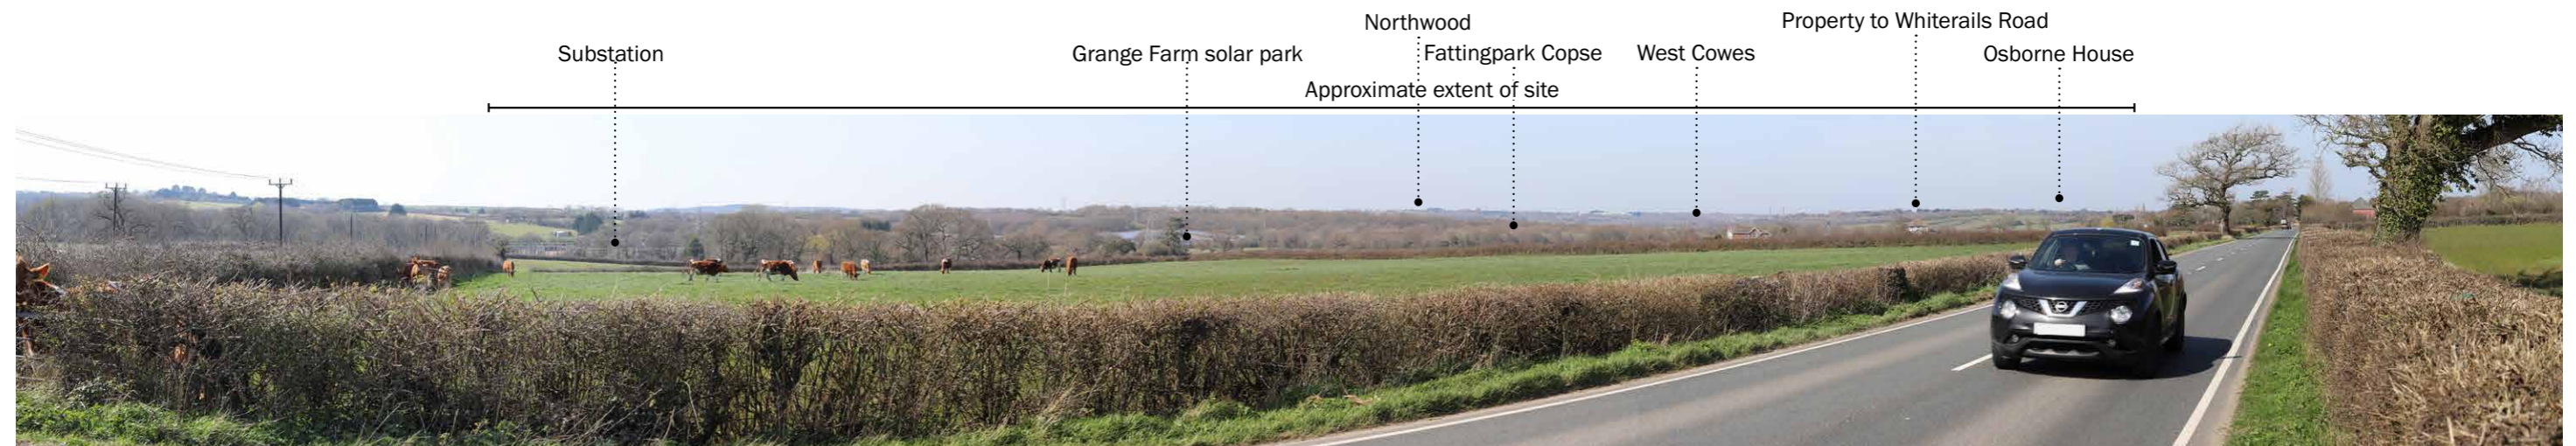 Northwood
Property to Whiterails Road
Substation
Grange Farm solar park
Fattingpark Copse
West Cowes
Osborne House
Approximate extent of site